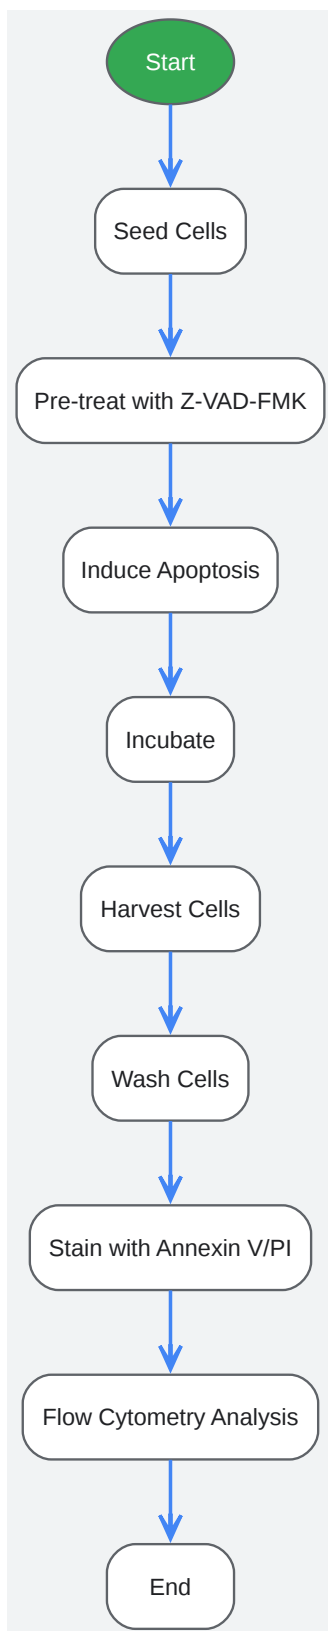 Start
Seed Cells
Pre-treat with Z-VAD-FMK
Induce Apoptosis
Incubate
Harvest Cells
Wash Cells
Stain with Annexin V/PI
Flow Cytometry Analysis
End